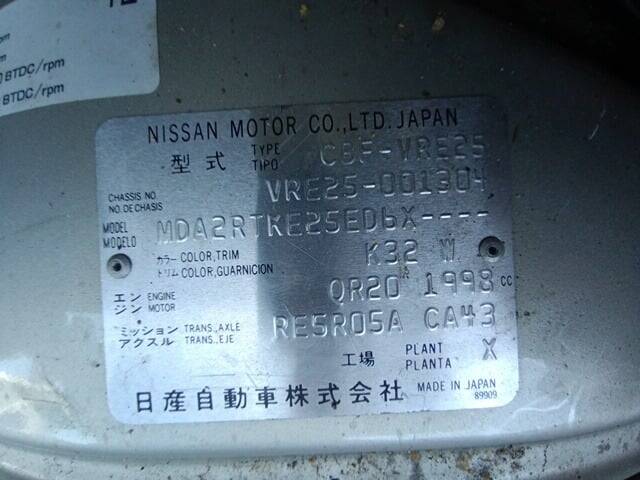 BTDC/rpm
BTDC/rpm
NISSAN MOTOR CO.,LTD. JAPAN
型式 TYPE TIPO CBF-VRE25
CHASSIS NO. NO. DE CHASIS VRE25-001304
MODEL MODELO MDA2RTKE25ED6X----
カラー COLOR,TRIM K32 W
トリム COLOR,GUARNICION
エンジン ENGINE MOTOR QR20 1998 cc
ミッション TRANS.,AXLE RE5R05A CA43
アクスル TRANS.,EJE
工場 PLANT PLANTA X
日産自動車株式会社 MADE IN JAPAN
89909